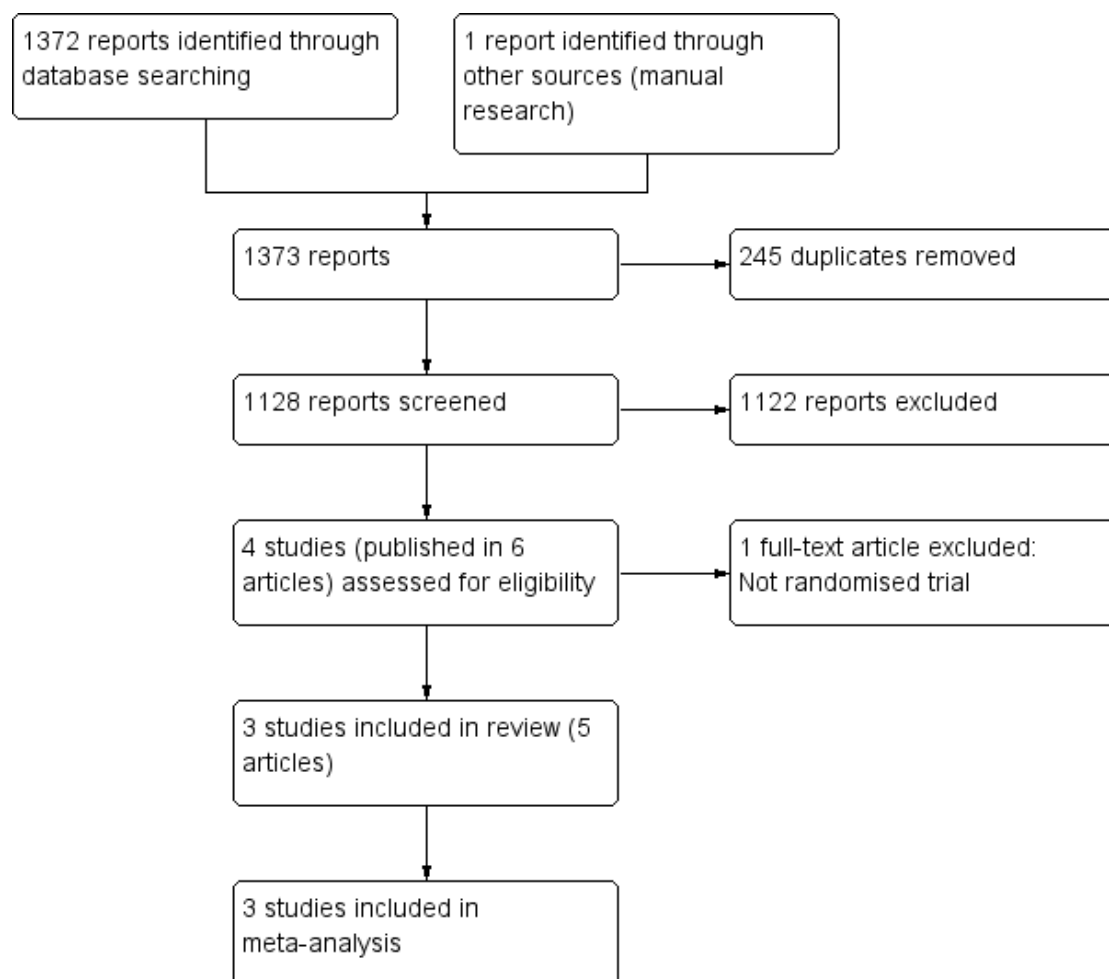 1372 reports identified through
database searching
1 report identified through
other sources (manual
research)
1373 reports
245 duplicates removed
1128 reports screened
1122 reports excluded
4 studies (published in 6
articles) assessed for eligibility
1 full-text article excluded:
Not randomised trial
3 studies included in review (5
articles)
3 studies included in
meta-analysis